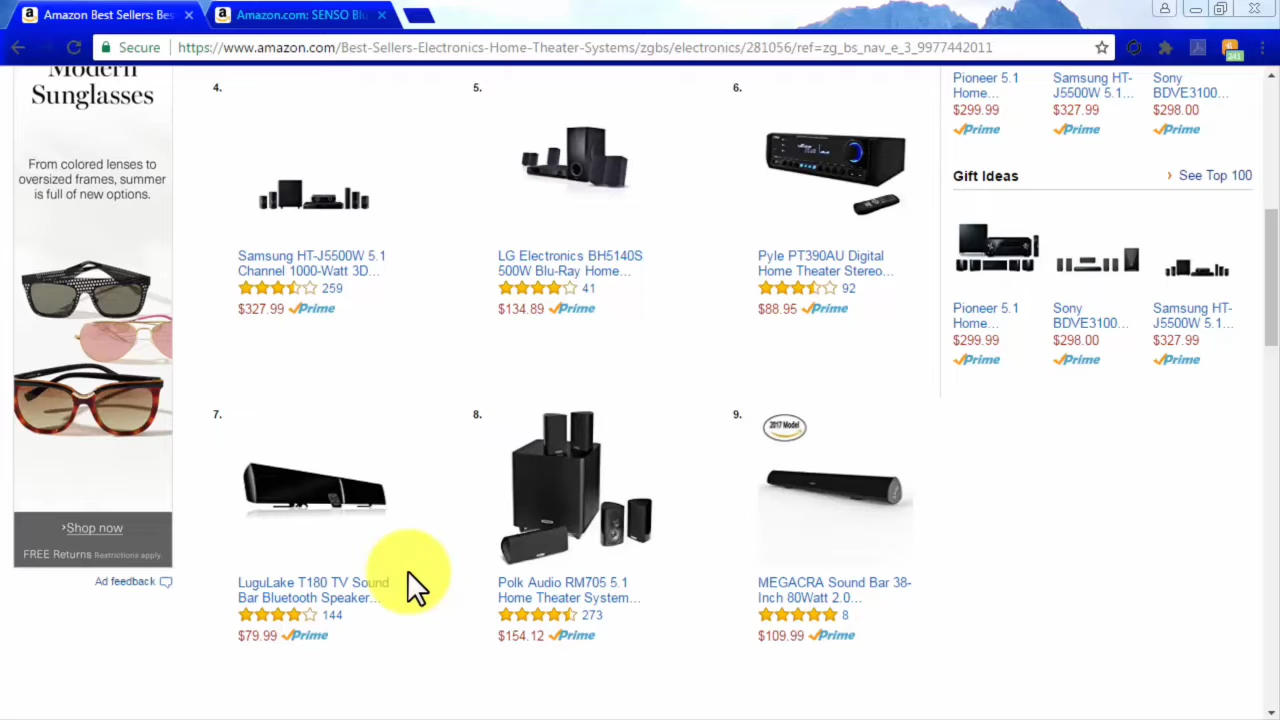 Amazon Best Sellers: Bes
Amazon.com: SENSO Blu
Secure
https://www.amazon.com/Best-Sellers-Electronics-Home-Theater-Systems/zgbs/electronics/281056/ref=zg_bs_nav_e_3_9977442011
241
Modern
Sunglasses
From colored lenses to
oversized frames, summer
is full of new options.
›Shop now
FREE Returns Restrictions apply.
Ad feedback
4.
Samsung HT-J5500W 5.1
Channel 1000-Watt 3D...
259
$327.99 Prime
5.
LG Electronics BH5140S
500W Blu-Ray Home...
41
$134.89 Prime
6.
Pyle PT390AU Digital
Home Theater Stereo...
92
$88.95 Prime
7.
LuguLake T180 TV Sound
Bar Bluetooth Speaker...
144
$79.99 Prime
8.
Polk Audio RM705 5.1
Home Theater System...
273
$154.12 Prime
9.
2017 Model
MEGACRA Sound Bar 38-
Inch 80Watt 2.0...
8
$109.99 Prime
Pioneer 5.1
Home...
$299.99
Prime
Samsung HT-
J5500W 5.1...
$327.99
Prime
Sony
BDVE3100...
$298.00
Prime
Gift Ideas
› See Top 100
Pioneer 5.1
Home...
$299.99
Prime
Sony
BDVE3100...
$298.00
Prime
Samsung HT-
J5500W 5.1...
$327.99
Prime